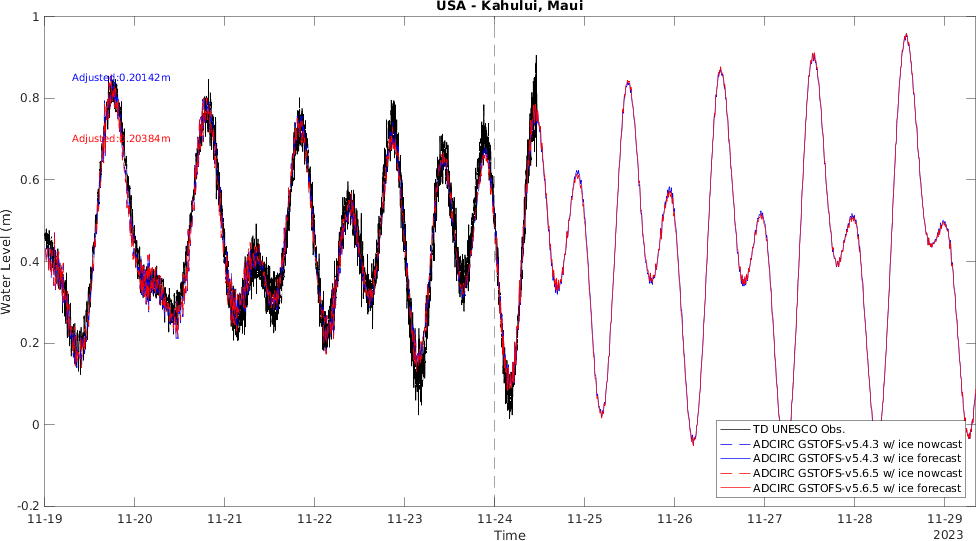 USA - Kahului, Maui
1
0.8
0.6
0.4
0.2
0
-0.2
Water Level (m)
Adjusted:0.20142m
Adjusted:0.20384m
TD UNESCO Obs.
ADCIRC GSTOFS-v5.4.3 w/ ice nowcast
ADCIRC GSTOFS-v5.4.3 w/ ice forecast
ADCIRC GSTOFS-v5.6.5 w/ ice nowcast
ADCIRC GSTOFS-v5.6.5 w/ ice forecast
11-19 11-20 11-21 11-22 11-23 11-24 11-25 11-26 11-27 11-28 11-29
Time 2023